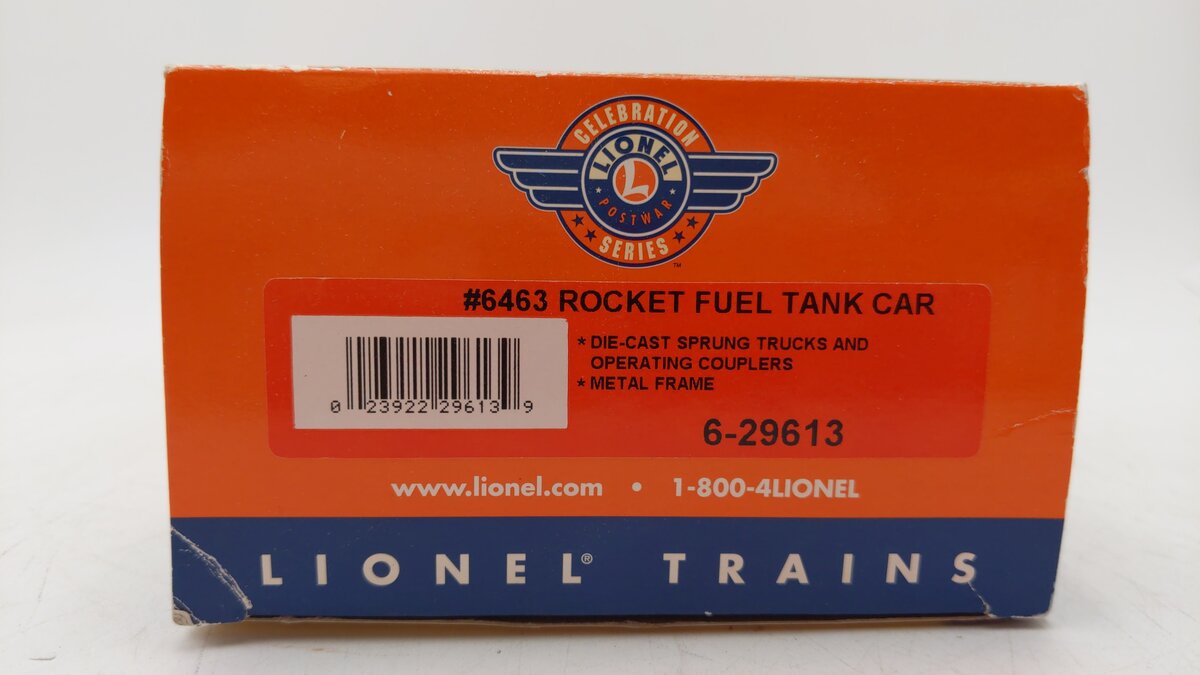 CELEBRATION
LIONEL
L
POSTWAR
SERIES
TM
#6463 ROCKET FUEL TANK CAR
* DIE-CAST SPRUNG TRUCKS AND
OPERATING COUPLERS
* METAL FRAME
0 23922 29613 9
6-29613
www.lionel.com • 1-800-4LIONEL
LIONEL® TRAINS